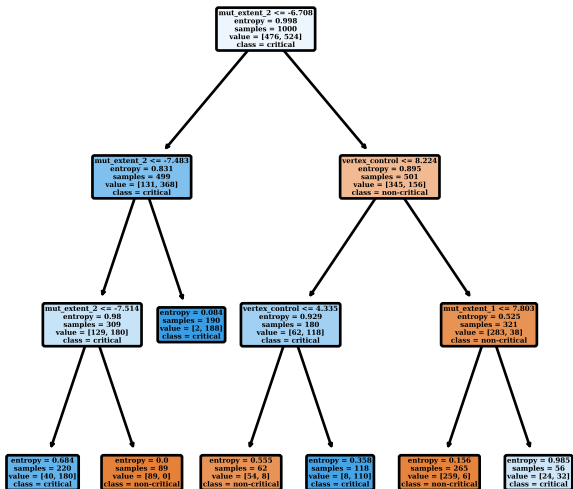 mut_extent_2 <= -6.708
entropy = 0.998
samples = 1000
value = [476, 524]
class = critical
mut_extent_2 <= -7.483
entropy = 0.831
samples = 499
value = [131, 368]
class = critical
vertex_control <= 8.224
entropy = 0.895
samples = 501
value = [345, 156]
class = non-critical
mut_extent_2 <= -7.514
entropy = 0.98
samples = 309
value = [129, 180]
class = critical
entropy = 0.084
samples = 190
value = [2, 188]
class = critical
vertex_control <= 4.335
entropy = 0.929
samples = 180
value = [62, 118]
class = critical
mut_extent_1 <= 7.803
entropy = 0.525
samples = 321
value = [283, 38]
class = non-critical
entropy = 0.684
samples = 220
value = [40, 180]
class = critical
entropy = 0.0
samples = 89
value = [89, 0]
class = non-critical
entropy = 0.555
samples = 62
value = [54, 8]
class = non-critical
entropy = 0.358
samples = 118
value = [8, 110]
class = critical
entropy = 0.156
samples = 265
value = [259, 6]
class = non-critical
entropy = 0.985
samples = 56
value = [24, 32]
class = critical